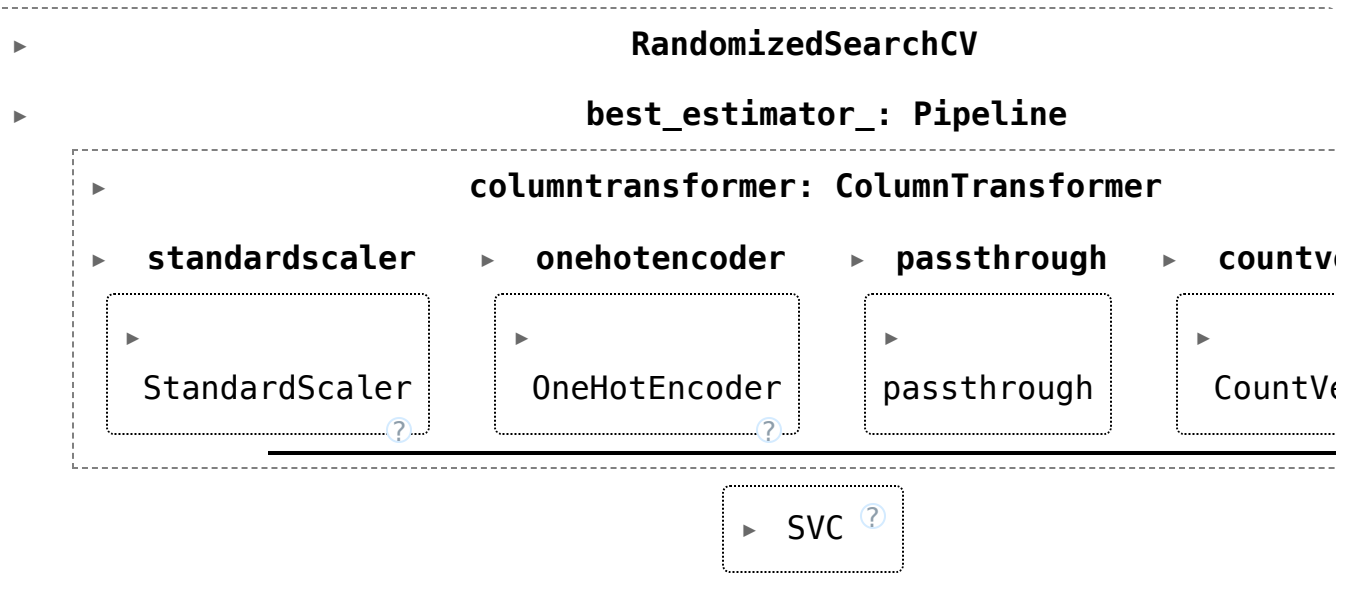 RandomizedSearchCV
best_estimator_: Pipeline
columntransformer: ColumnTransformer
standardscaler onehotencoder passthrough
StandardScaler OneHotEncoder passthrough
? ?
SVC ?